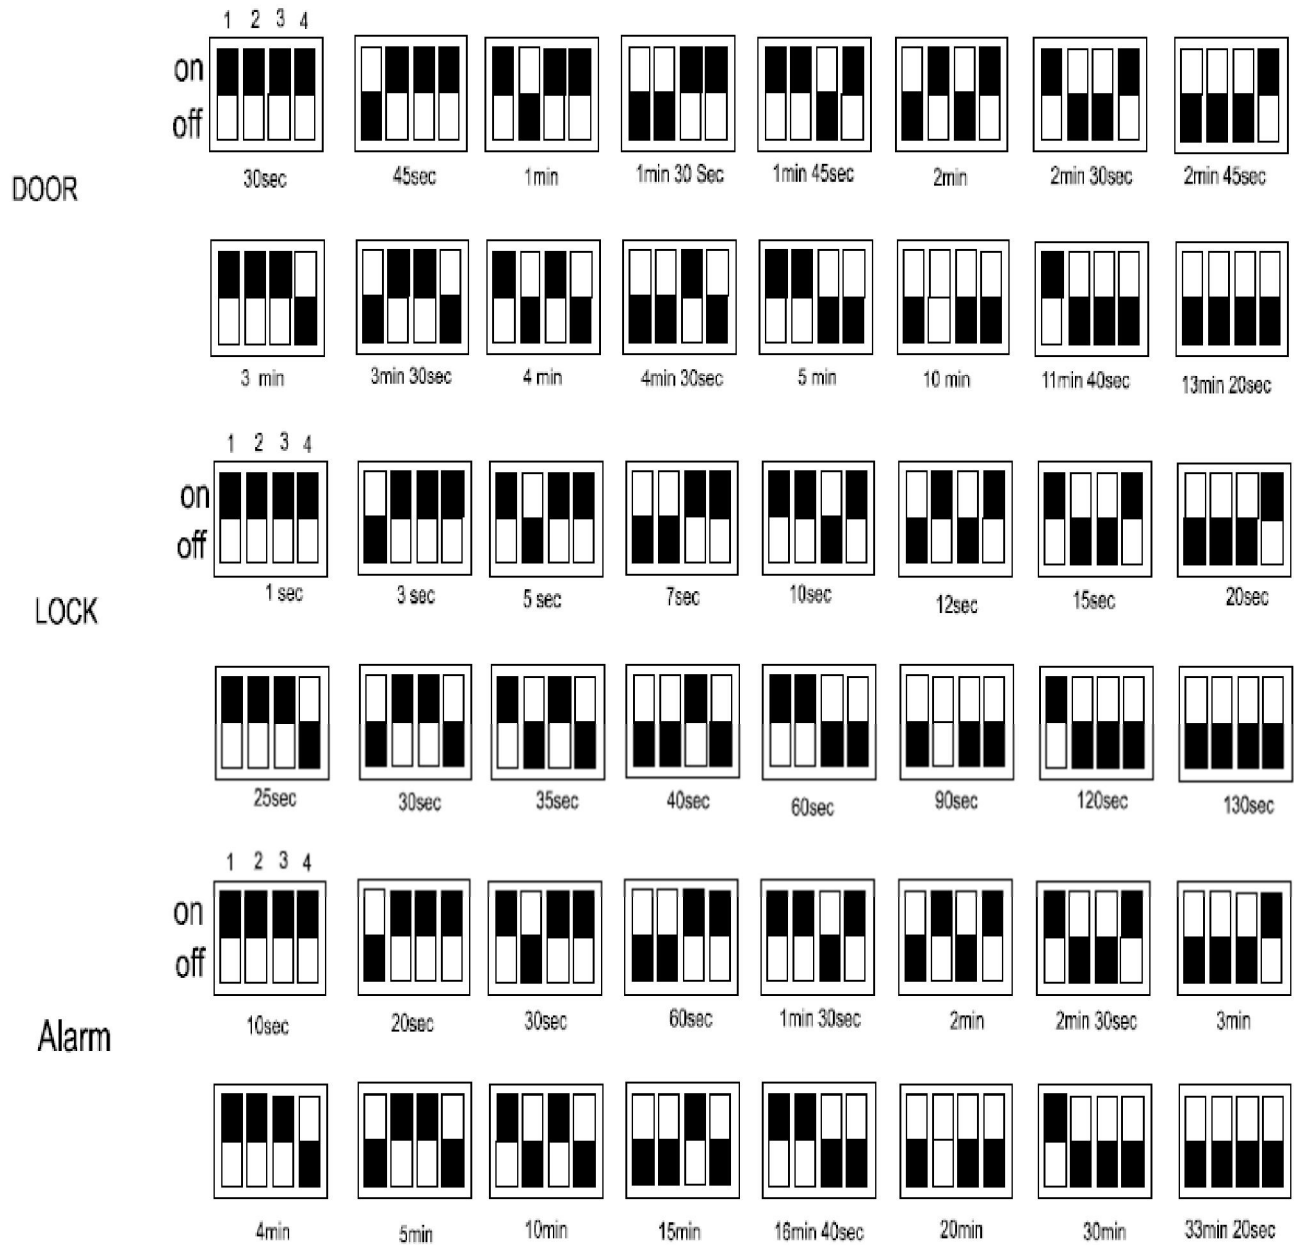 1 2 3 4
on
off
30sec 45sec 1min 1min 30 Sec 1min 45sec 2min 2min 30sec 2min 45sec
DOOR
3 min 3min 30sec 4 min 4min 30sec 5 min 10 min 11min 40sec 13min 20sec
1 2 3 4
on
off
1 sec 3 sec 5 sec 7sec 10sec 12sec 15sec 20sec
LOCK
25sec 30sec 35sec 40sec 60sec 90sec 120sec 130sec
1 2 3 4
on
off
10sec 20sec 30sec 60sec 1min 30sec 2min 2min 30sec 3min
Alarm
4min 5min 10min 15min 16min 40sec 20min 30min 33min 20sec